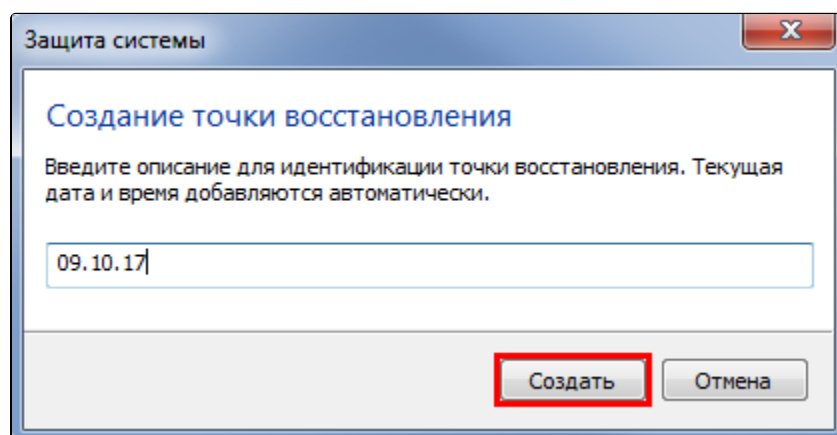 Защита системы
Создание точки восстановления
Введите описание для идентификации точки восстановления. Текущая
дата и время добавляются автоматически.
09.10.17
Создать Отмена